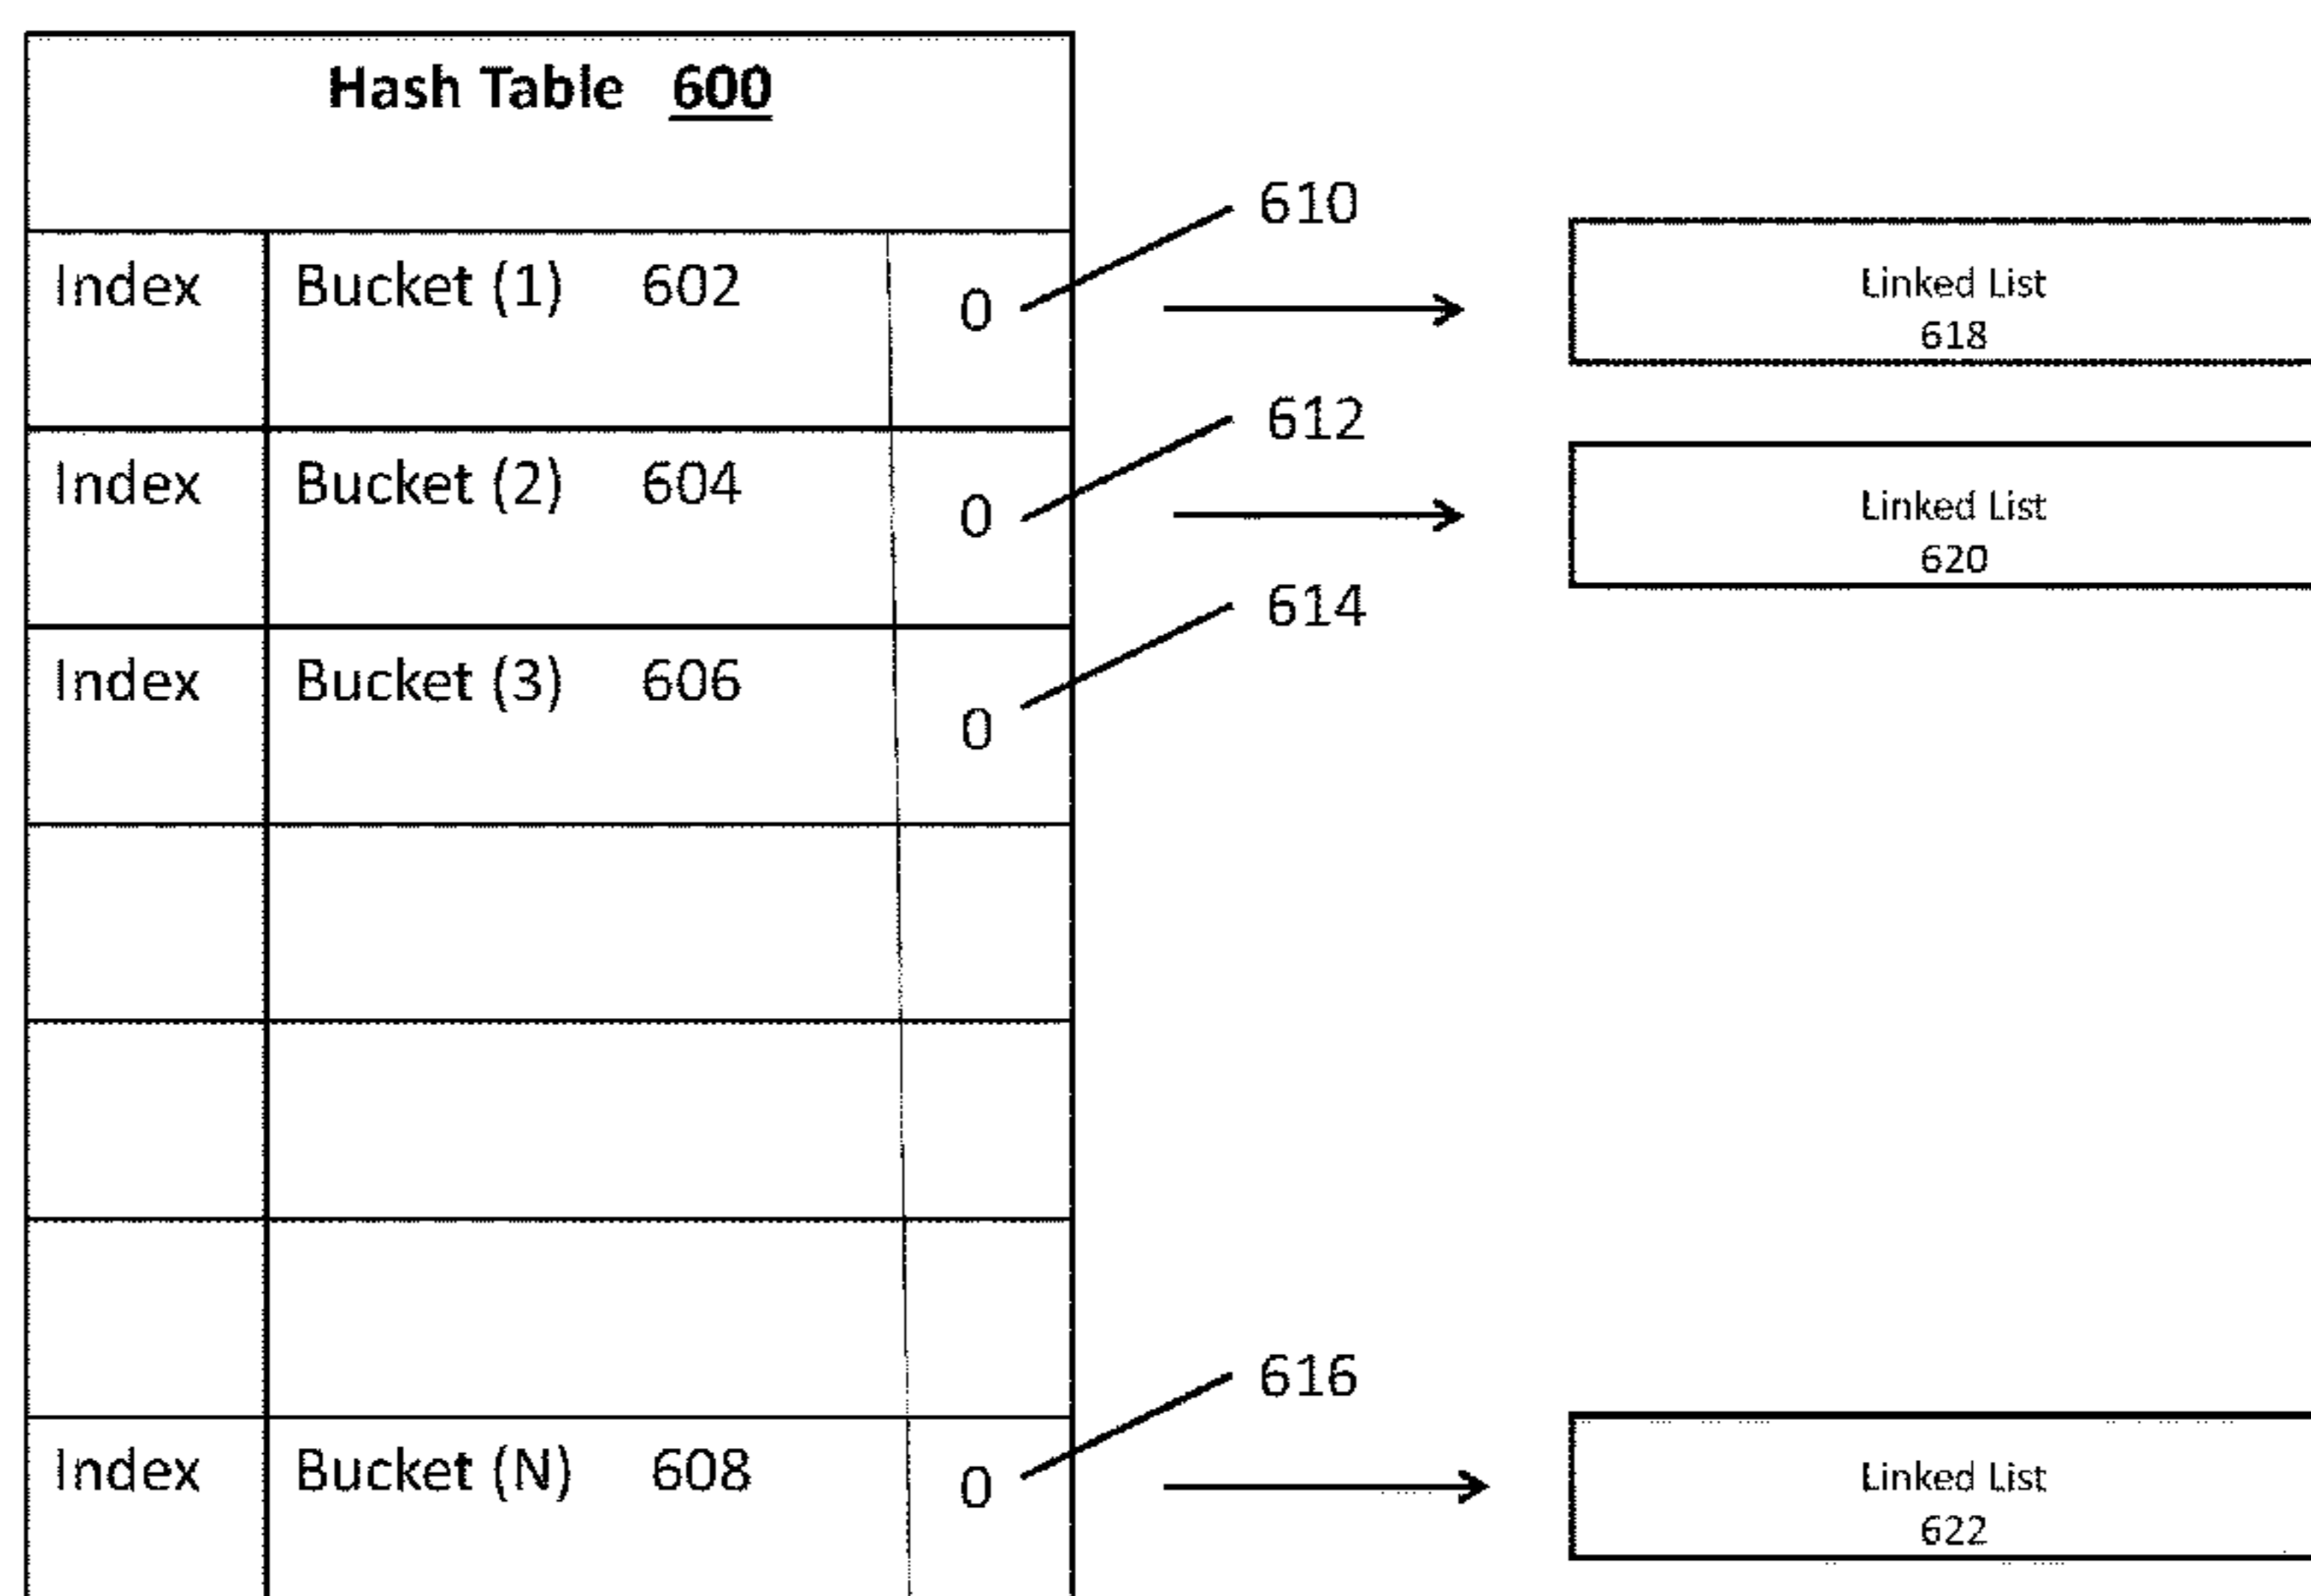 Hash Table 600
610
Index Bucket (1) 602 0
Linked List
618
612
Index Bucket (2) 604 0
Linked List
620
614
Index Bucket (3) 606 0
616
Index Bucket (N) 608 0
Linked List
622